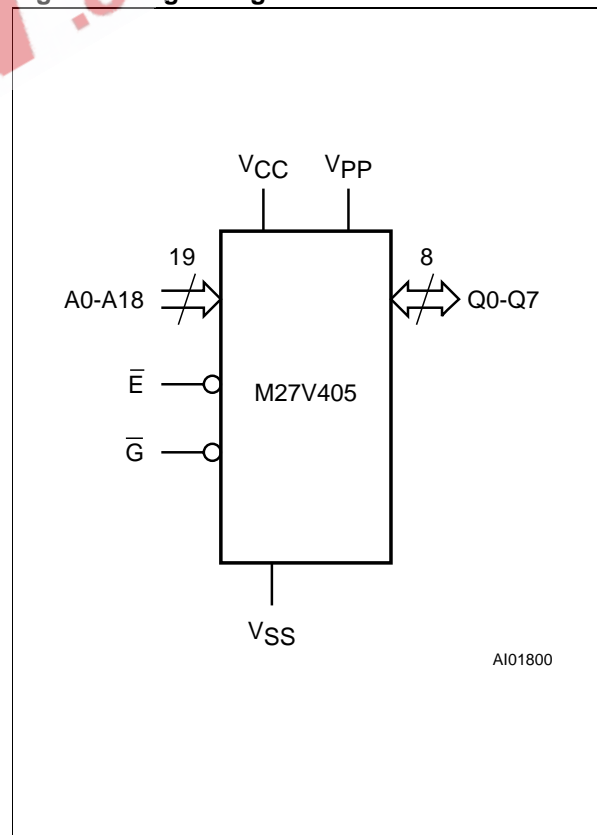 VCC VPP
19 8
A0-A18 Q0-Q7
E̅ M27V405
G̅
VSS
AI01800